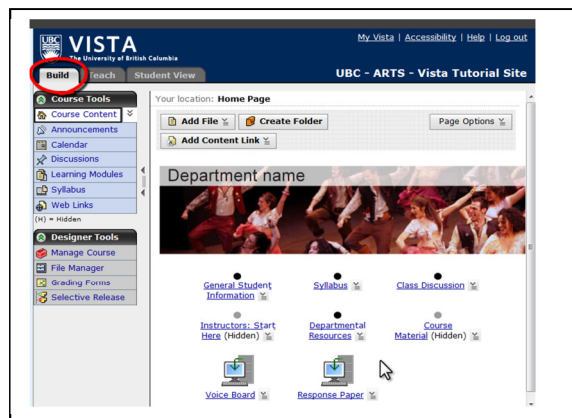 UBC VISTA
The University of British Columbia
My Vista | Accessibility | Help | Log out
Build Teach Student View
UBC - ARTS - Vista Tutorial Site
Course Tools
Course Content
Announcements
Calendar
Discussions
Learning Modules
Syllabus
Web Links
(H) = Hidden
Designer Tools
Manage Course
File Manager
Grading Forms
Selective Release
Your location: Home Page
Add File Create Folder Page Options
Add Content Link
Department name
General Student
Information
Syllabus
Class Discussion
Instructors: Start
Here (Hidden)
Departmental
Resources
Course
Material (Hidden)
Voice Board
Response Paper